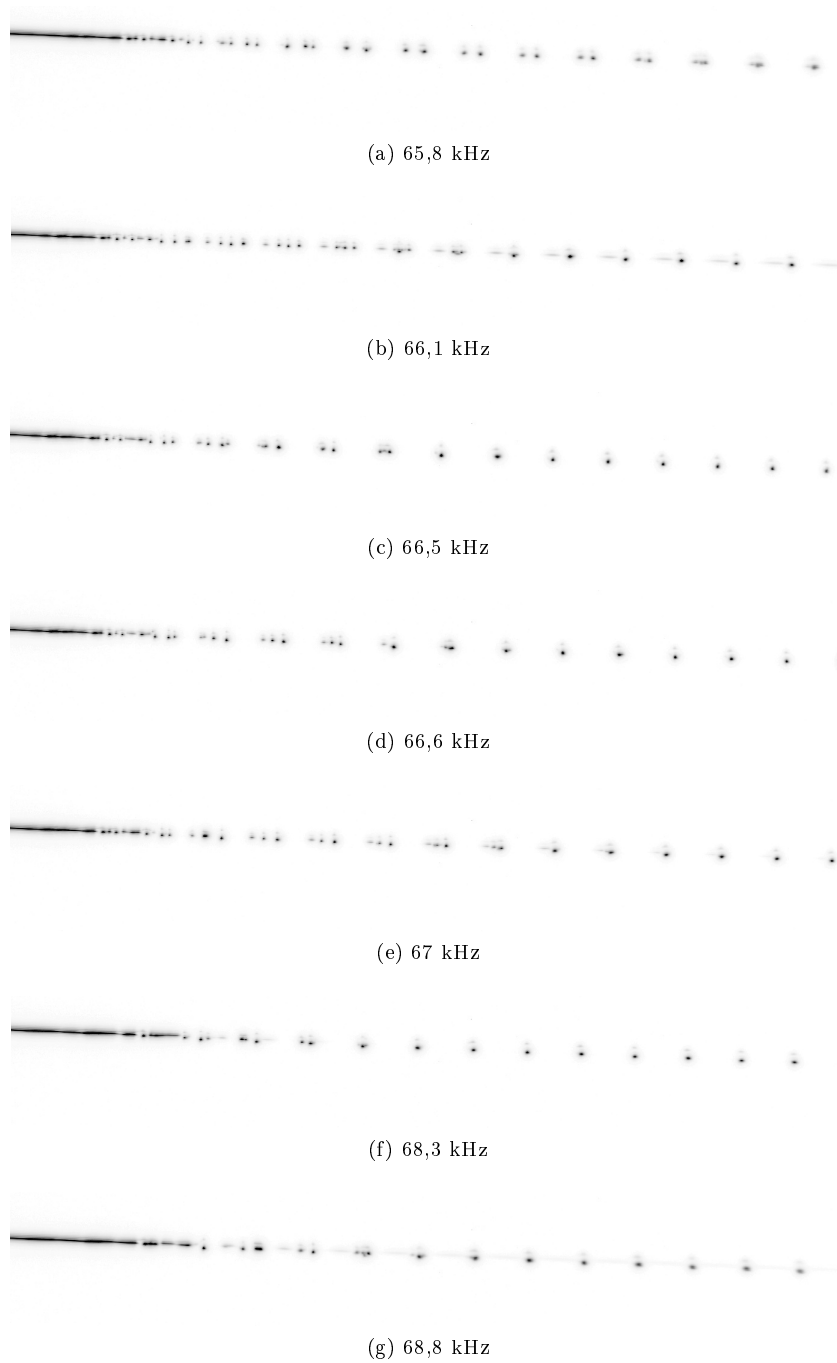 (a) 65,8 kHz
(b) 66,1 kHz
(c) 66,5 kHz
(d) 66,6 kHz
(e) 67 kHz
(f) 68,3 kHz
(g) 68,8 kHz